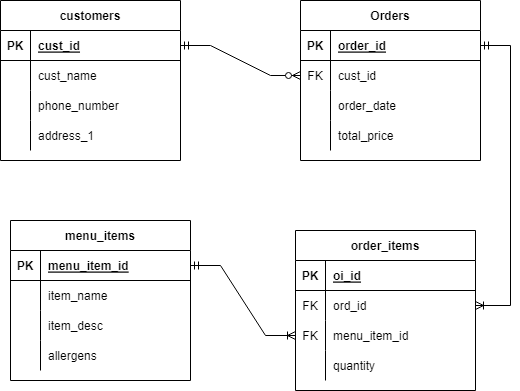 customers
PK cust_id
cust_name
phone_number
address_1
Orders
PK order_id
FK cust_id
order_date
total_price
menu_items
PK menu_item_id
item_name
item_desc
allergens
order_items
PK oi_id
FK ord_id
FK menu_item_id
quantity